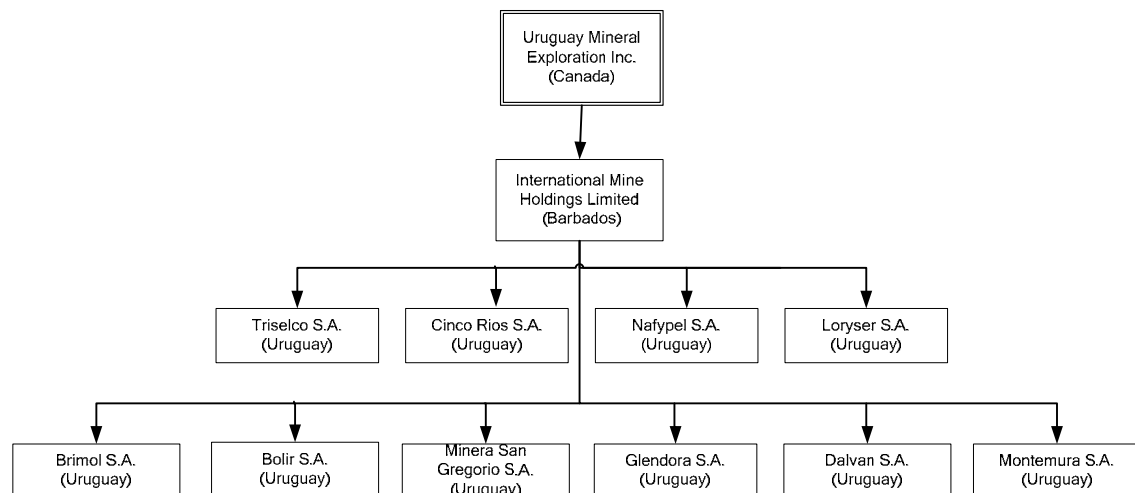 Uruguay Mineral
Exploration Inc.
(Canada)
International Mine
Holdings Limited
(Barbados)
Triselco S.A.
(Uruguay)
Cinco Rios S.A.
(Uruguay)
Nafypel S.A.
(Uruguay)
Loryser S.A.
(Uruguay)
Brimol S.A.
(Uruguay)
Bolir S.A.
(Uruguay)
Minera San
Gregorio S.A.
(Uruguay)
Glendora S.A.
(Uruguay)
Dalvan S.A.
(Uruguay)
Montemura S.A.
(Uruguay)